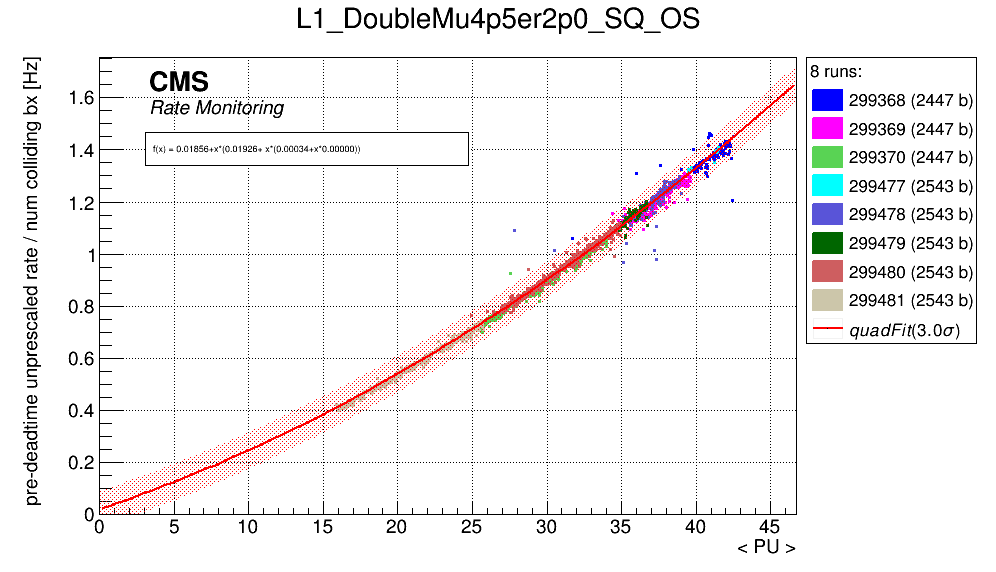 L1_DoubleMu4p5er2p0_SQ_OS
pre-deadtime unprescaled rate / num colliding bx [Hz]
CMS
Rate Monitoring
f(x) = 0.01856+x*(0.01926+ x*(0.00034+x*0.00000))
1.6
1.4
1.2
1
0.8
0.6
0.4
0.2
0
0 5 10 15 20 25 30 35 40 45
< PU >
8 runs:
299368 (2447 b)
299369 (2447 b)
299370 (2447 b)
299477 (2543 b)
299478 (2543 b)
299479 (2543 b)
299480 (2543 b)
299481 (2543 b)
quadFit(3.0σ)